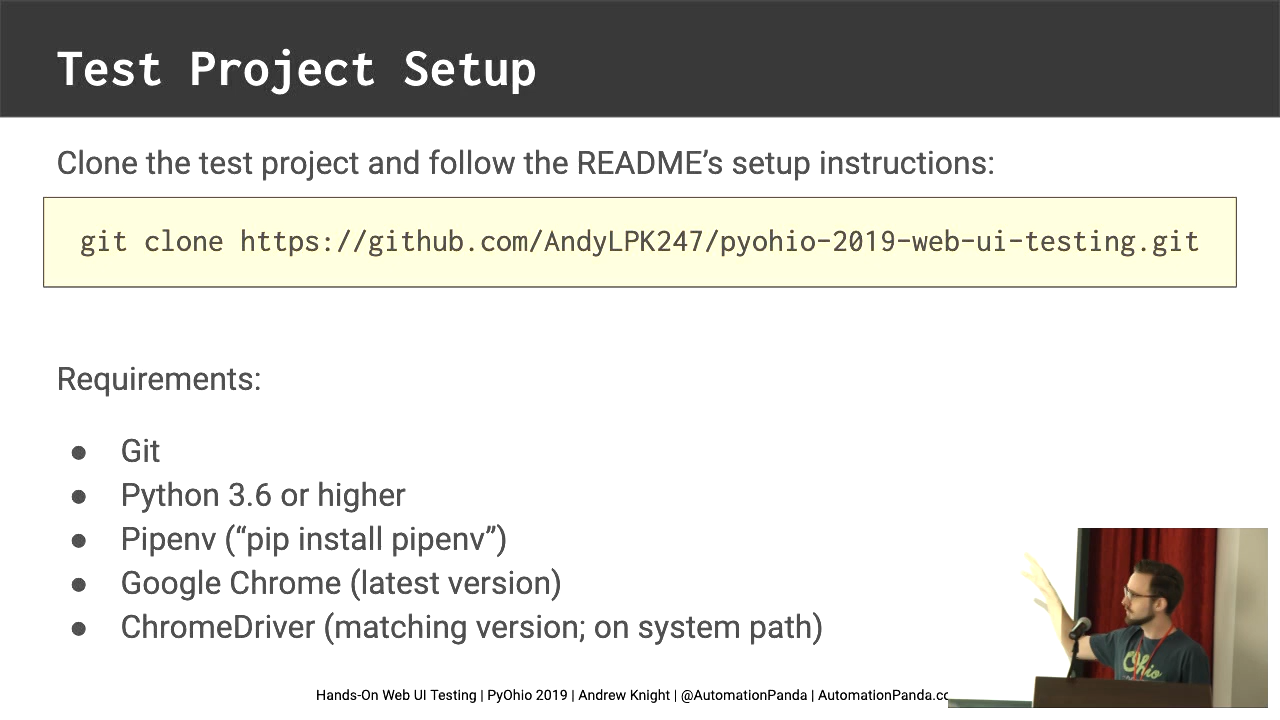 Test Project Setup
Clone the test project and follow the README’s setup instructions:
git clone https://github.com/AndyLPK247/pyohio-2019-web-ui-testing.git
Requirements:
● Git
● Python 3.6 or higher
● Pipenv (“pip install pipenv”)
● Google Chrome (latest version)
● ChromeDriver (matching version; on system path)
Hands-On Web UI Testing | PyOhio 2019 | Andrew Knight | @AutomationPanda | AutomationPanda.co
Ohio